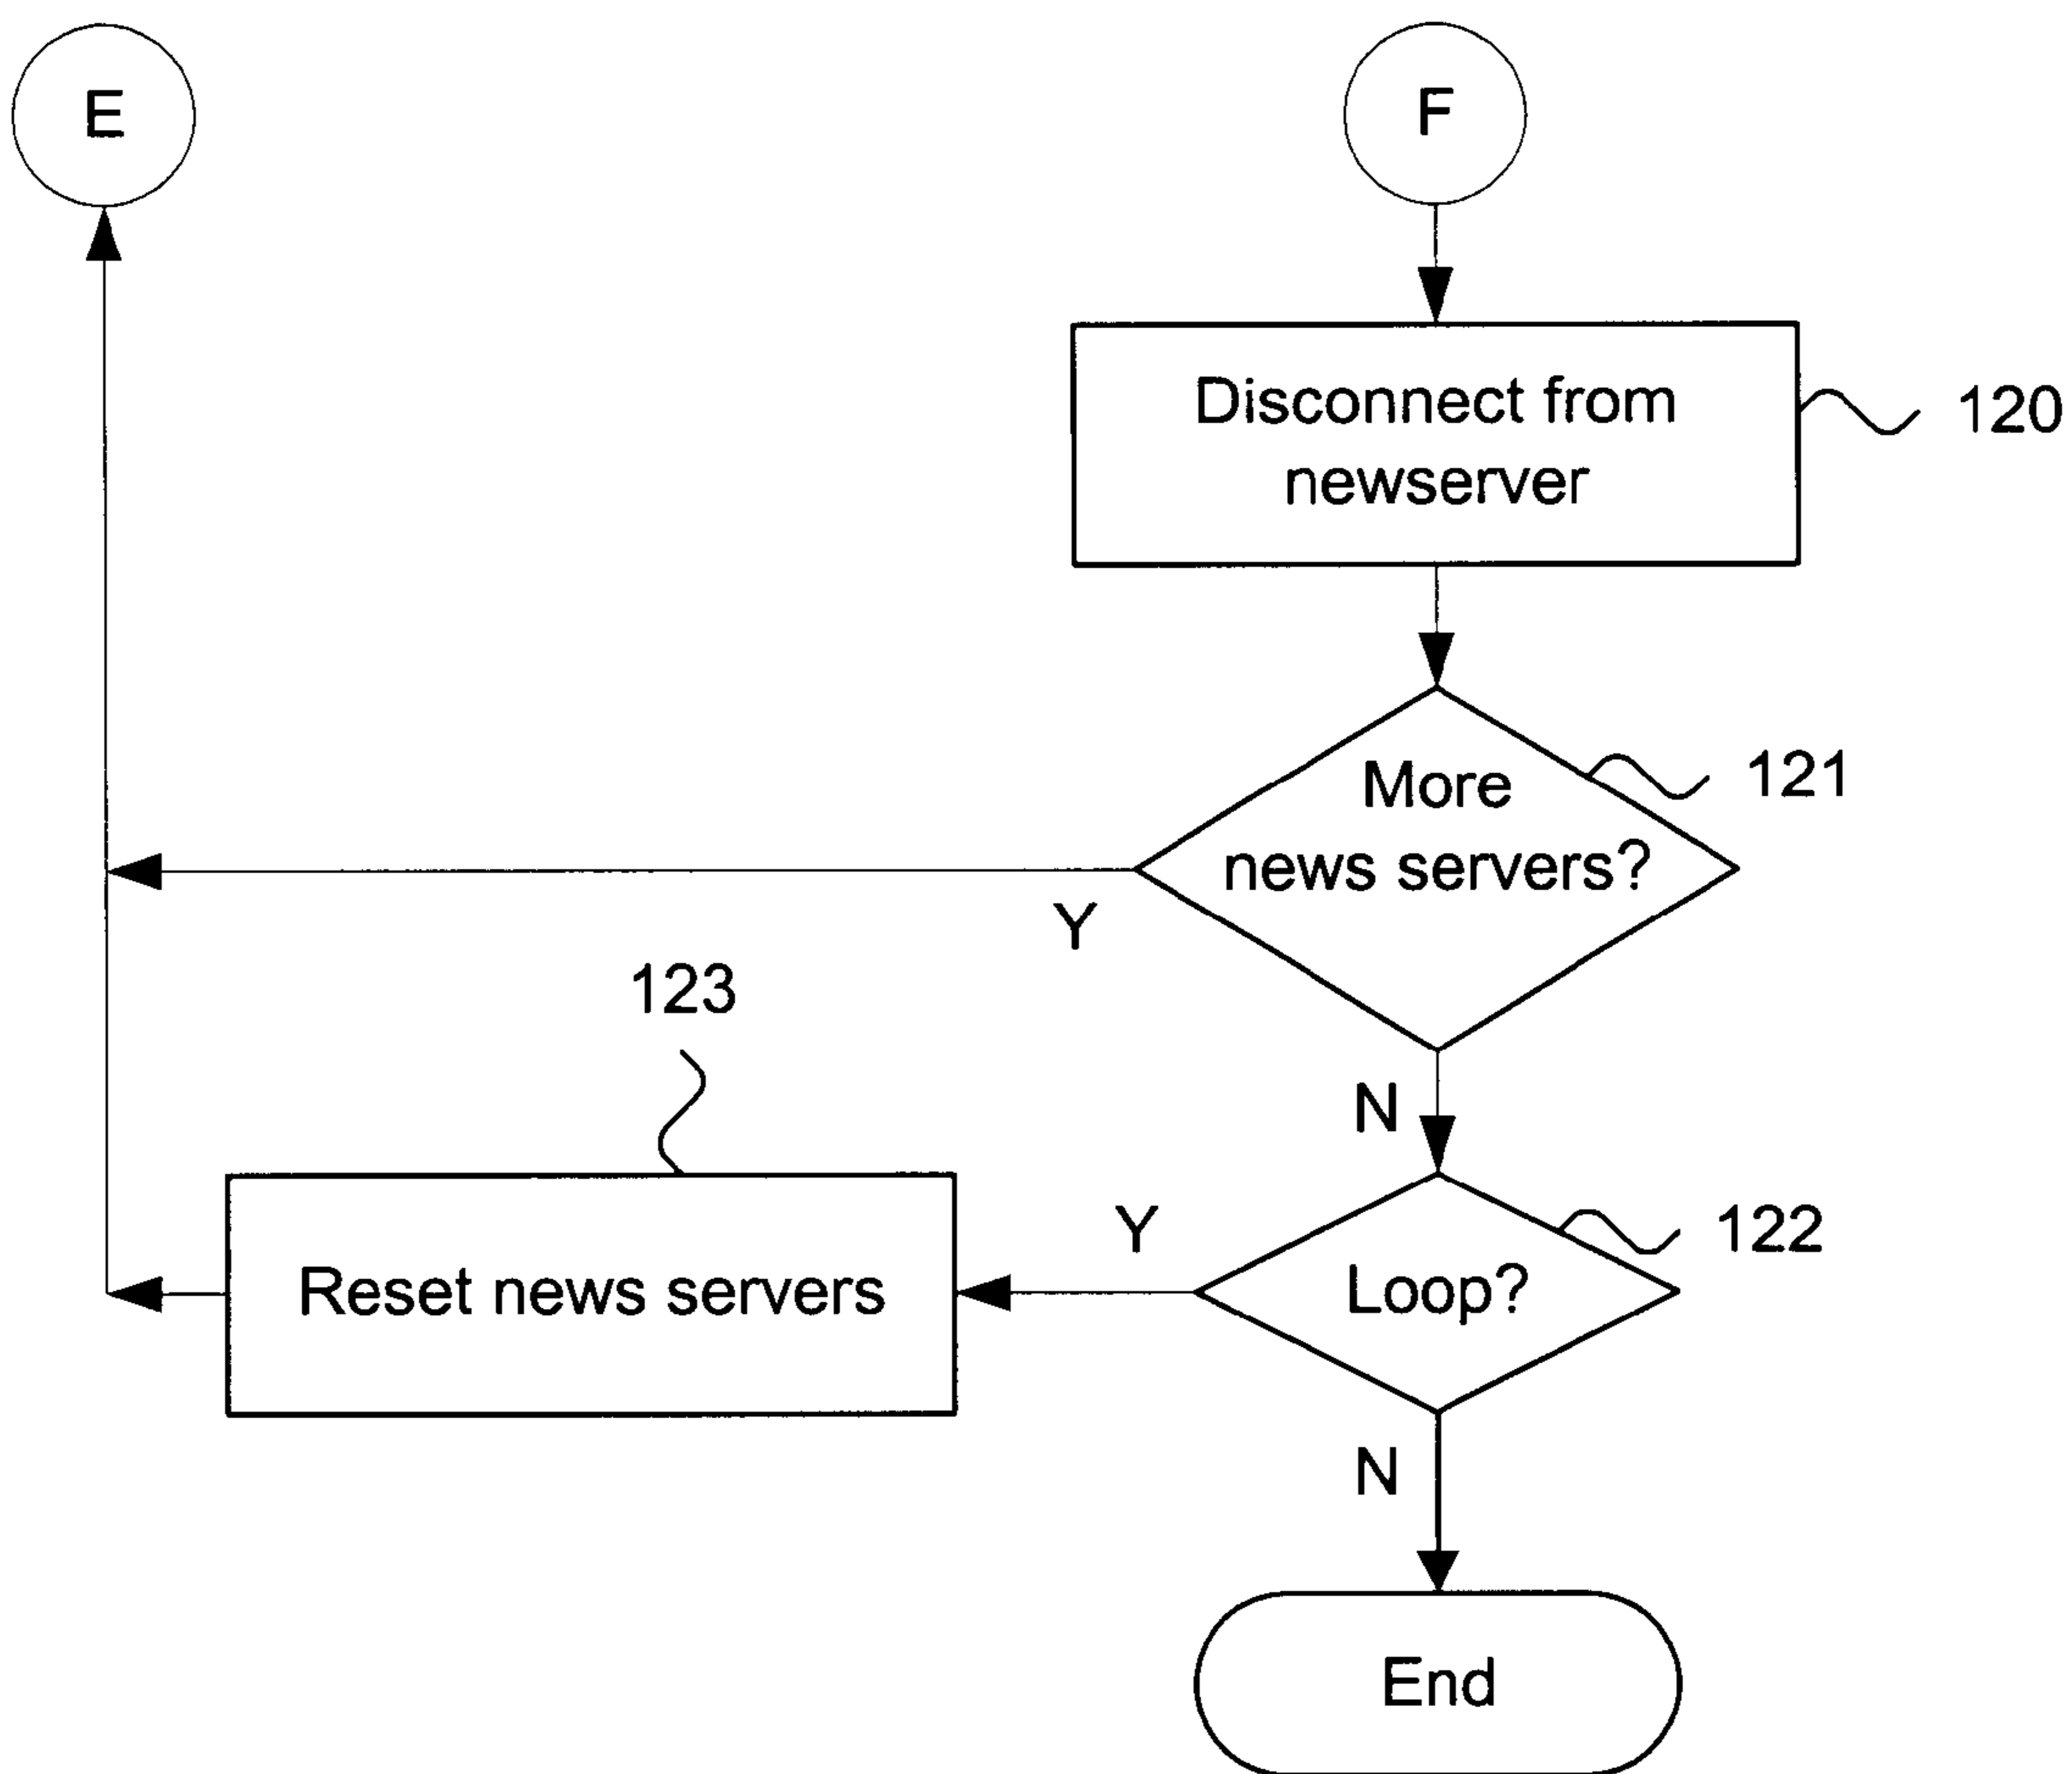 E
F
Disconnect from
newserver
120
More
news servers?
121
Y
123
N
Reset news servers
Y
Loop?
122
N
End